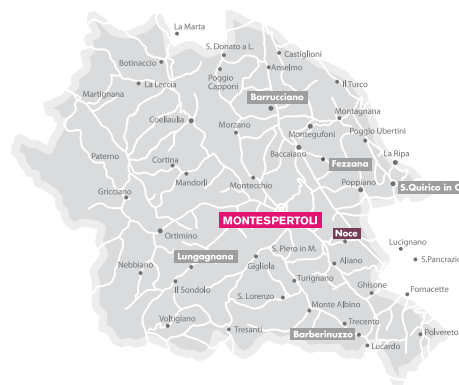 La Marta
S. Donato a L.
Castiglioni
Botinaccio
Anselmo
Poggio
Capponi
La Leccia
Il Turco
Martignana
Barrucciano
Montagnana
Coeliaulla
Morzano
Montegufoni
Poggio Ubertini
Baccaiano
Paterno
Cortina
Fezzana
La Ripa
Mandorli
Montecchio
Poppiano
S.Quirico in C
Gricciano
MONTESPERTOLI
Noce
Ortimino
S. Piero in M.
Lucignano
Lungagnana
Gigliola
Aliano
S.Pancrazio
Nebbiano
Turignano
Il Sondolo
Ghisone
Fornacette
S. Lorenzo
Monte Albino
Voltigiano
Tresanti
Trecento
Barberinuzzo
Polvereto
Lucardo